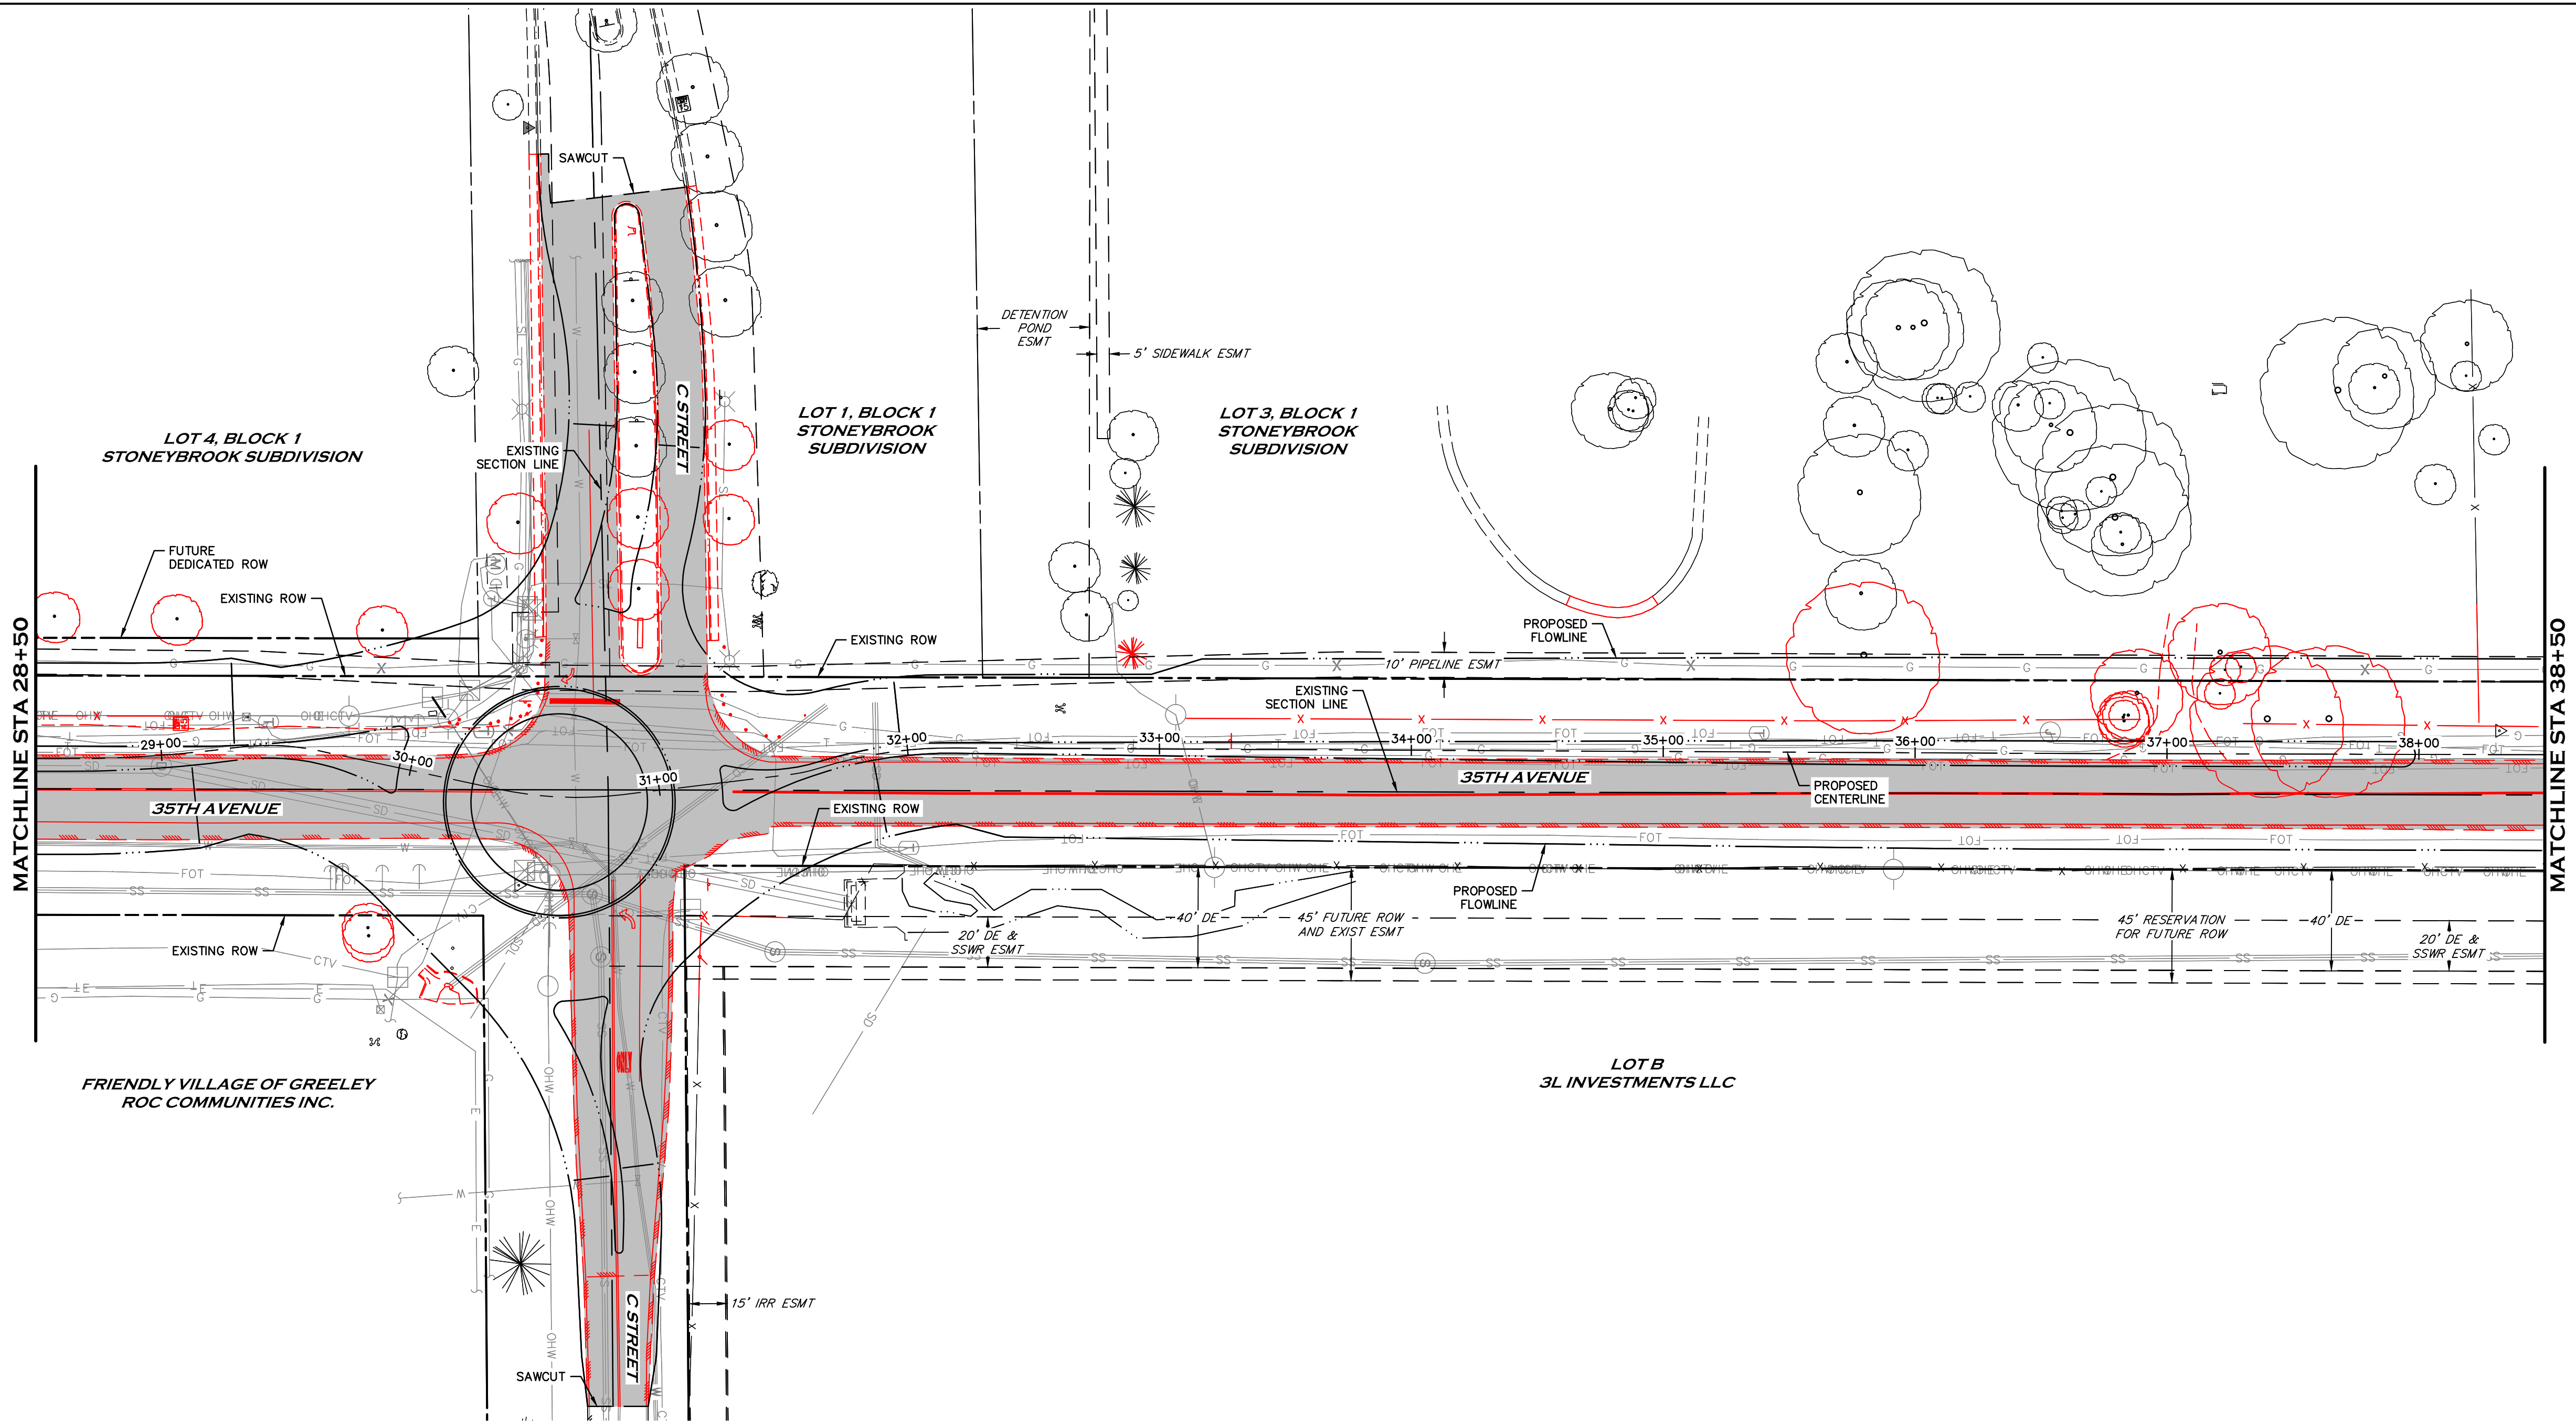 SAWCUT
DETENTION
POND
ESMT
5' SIDEWALK ESMT
C STREET
LOT 4, BLOCK 1
STONEYBROOK SUBDIVISION
EXISTING
SECTION LINE
LOT 1, BLOCK 1
STONEYBROOK
SUBDIVISION
LOT 3, BLOCK 1
STONEYBROOK
SUBDIVISION
FUTURE
DEDICATED ROW
EXISTING ROW
EXISTING ROW
PROPOSED
FLOWLINE
10' PIPELINE ESMT
EXISTING
SECTION LINE
MATCHLINE STA 28+50
MATCHLINE STA 38+50
29+00
30+00
31+00
32+00
33+00
34+00
35+00
36+00
37+00
38+00
35TH AVENUE
35TH AVENUE
PROPOSED
CENTERLINE
EXISTING ROW
PROPOSED
FLOWLINE
EXISTING ROW
20' DE &
SSWR ESMT
40' DE
45' FUTURE ROW
AND EXIST ESMT
45' RESERVATION
FOR FUTURE ROW
40' DE
20' DE &
SSWR ESMT
ONLY
FRIENDLY VILLAGE OF GREELEY
ROC COMMUNITIES INC.
LOT B
3L INVESTMENTS LLC
15' IRR ESMT
C STREET
SAWCUT